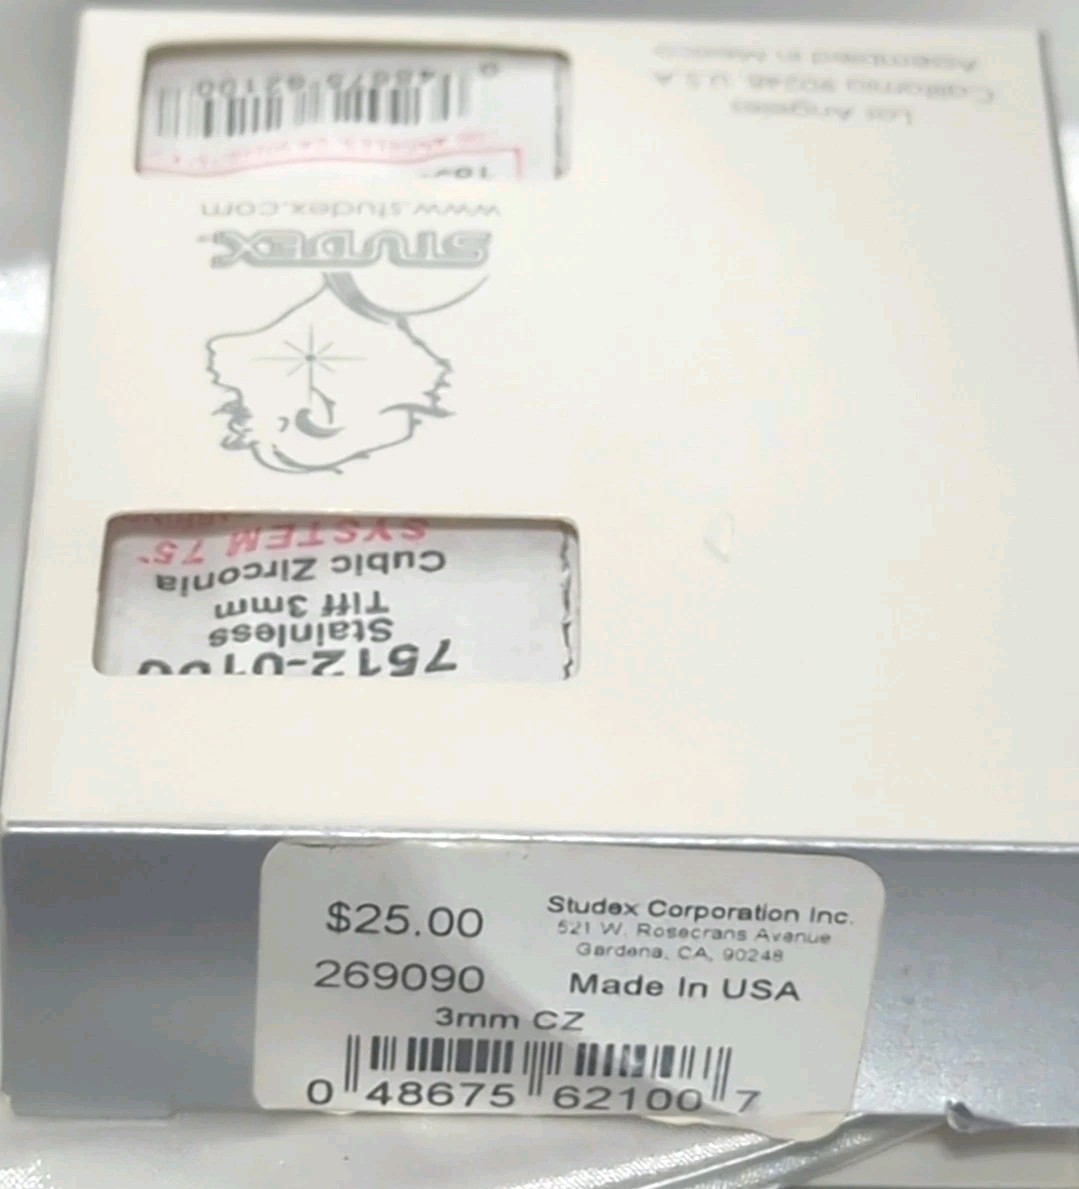 $25.00
269090
Studex Corporation Inc.
521 W. Rosecrans Avenue
Gardena, CA, 90248
Made In USA
3mm CZ
0 48675 62100 7
7512-0100
Stainless
Tiff 3mm
Cubic Zirconia
SYSTEM 75
STUDEX
www.studex.com
48675 62100
Los Angeles
California 90248, U.S.A
Assembled in Mexico